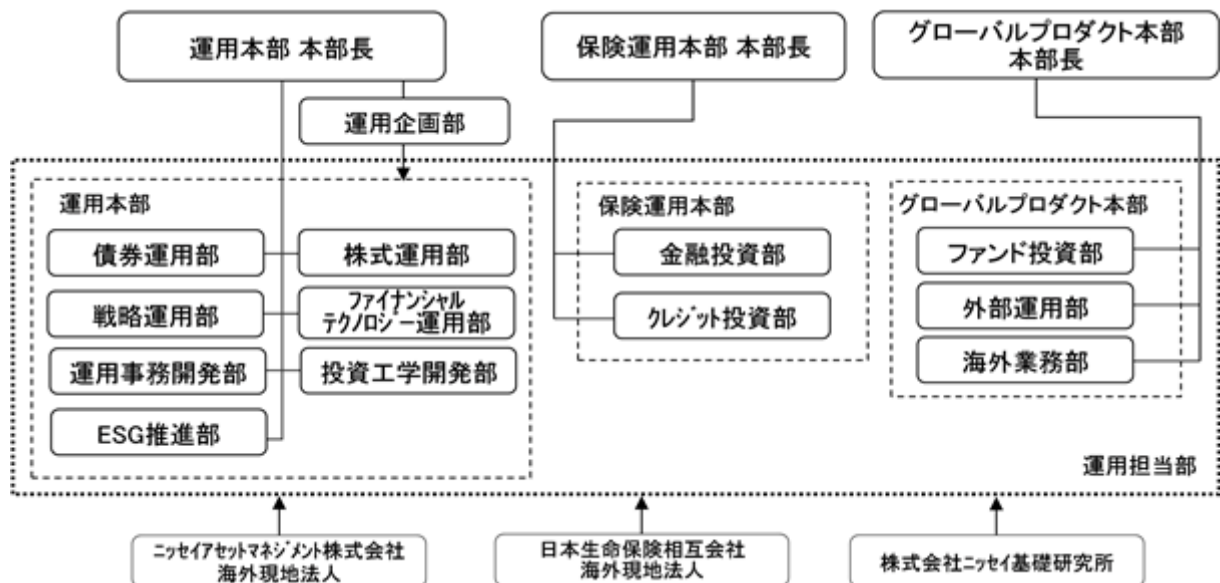 運用本部 本部長
保険運用本部 本部長
グローバルプロダクト本部
本部長
運用企画部
運用本部
債券運用部
株式運用部
戦略運用部
ファイナンシャル
テクノロジー運用部
運用事務開発部
投資工学開発部
ESG推進部
保険運用本部
金融投資部
クレジット投資部
グローバルプロダクト本部
ファンド投資部
外部運用部
海外業務部
運用担当部
ニッセイアセットマネジメント株式会社
海外現地法人
日本生命保険相互会社
海外現地法人
株式会社ニッセイ基礎研究所